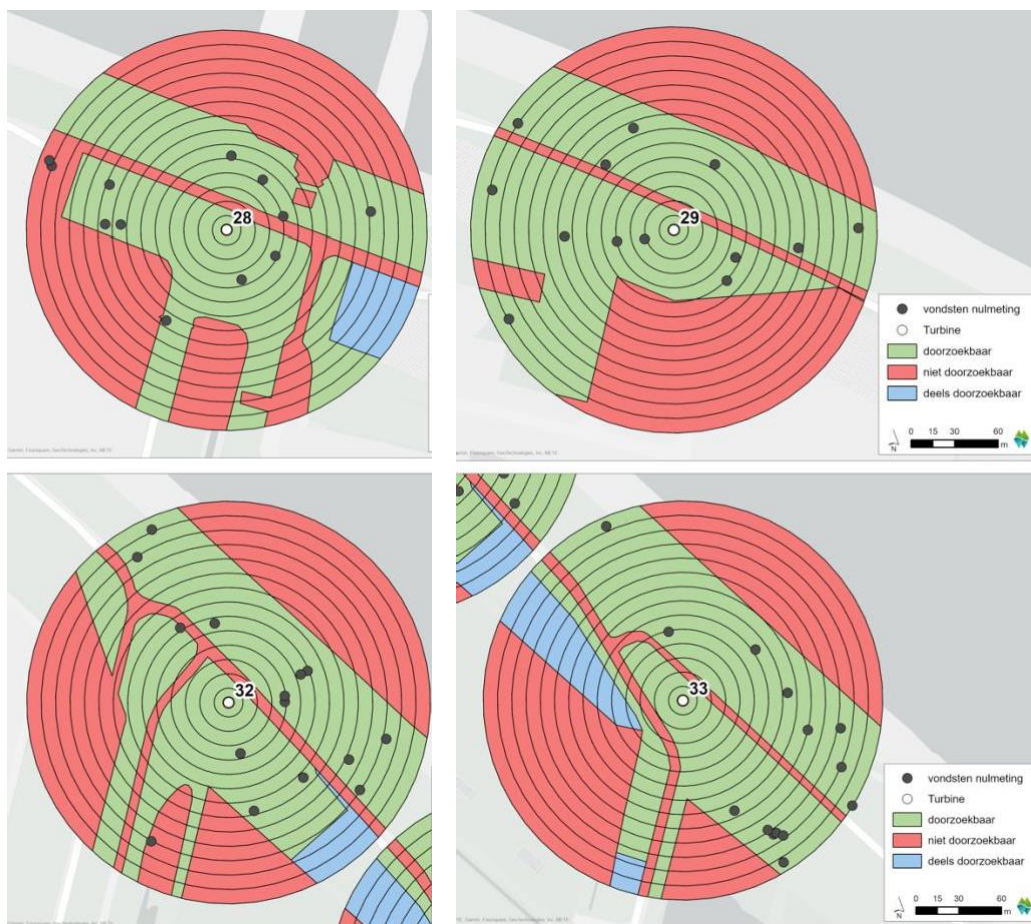 28
29
vondsten nulmeting
Turbine
doorzoekbaar
niet doorzoekbaar
deels doorzoekbaar
0 15 30 60
m
N
32
33
vondsten nulmeting
Turbine
doorzoekbaar
niet doorzoekbaar
deels doorzoekbaar
0 15 30 60
m
N